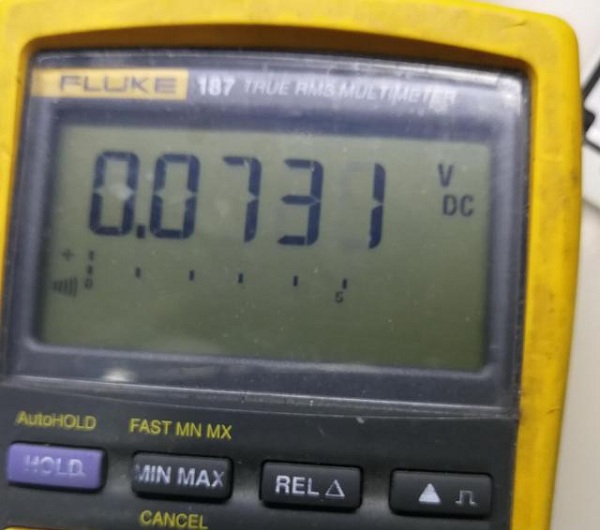 FLUKE 187 TRUE RMS MULTIMETER
0.0731 V DC
+
0 5
AutoHOLD FAST MN MX
HOLD MIN MAX REL △ ▲ ⎍
CANCEL